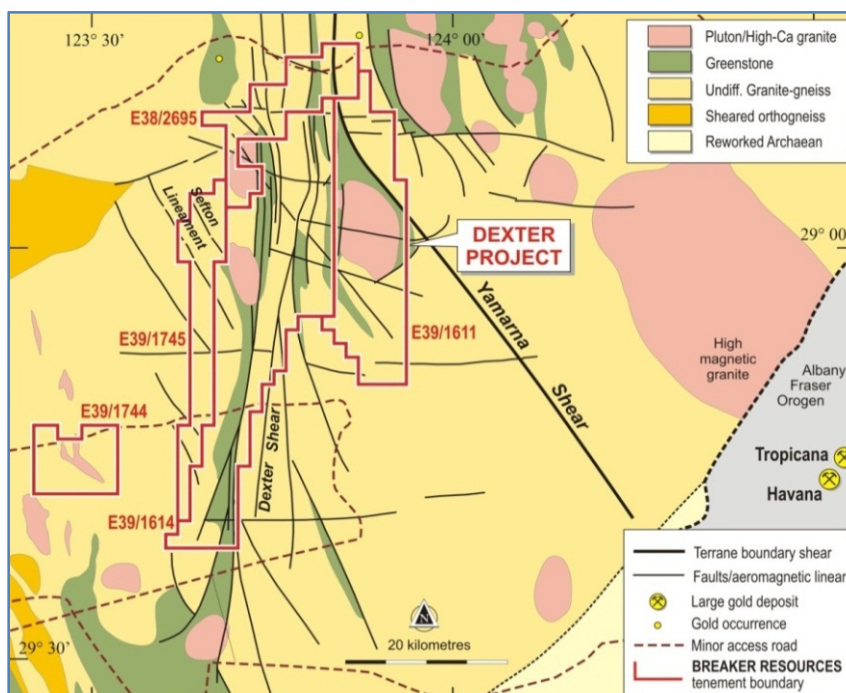 123° 30'
124° 00'
Pluton/High-Ca granite
Greenstone
Undiff. Granite-gneiss
Sheared orthogneiss
Reworked Archaean
E38/2695
Sefton
Lineament
DEXTER
PROJECT
29° 00'
Yamarna
Shear
E39/1745
E39/1611
High
magnetic
granite
Albany
Fraser
Orogen
E39/1744
Dexter Shear
Tropicana
Havana
E39/1614
Terrane boundary shear
Faults/aeromagnetic linear
Large gold deposit
Gold occurrence
Minor access road
BREAKER RESOURCES
tenement boundary
N
20 kilometres
29° 30'